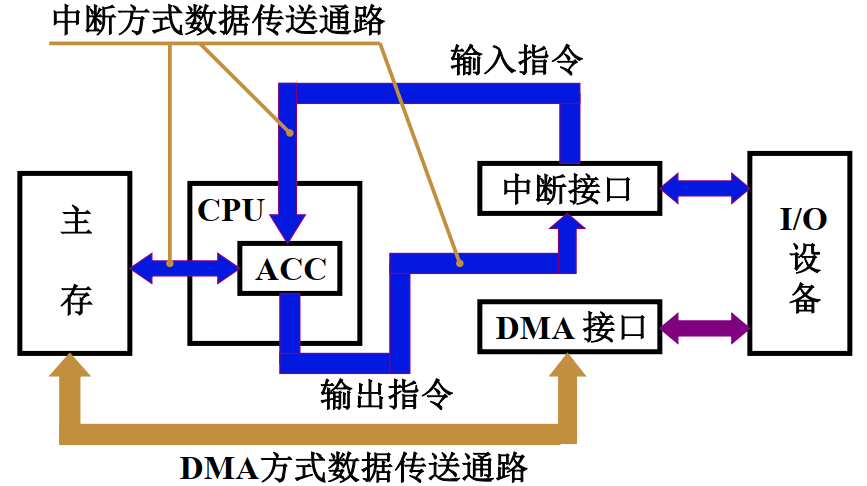 中断方式数据传送通路
输入指令
主存
CPU
ACC
中断接口
I/O
设备
DMA 接口
输出指令
DMA方式数据传送通路